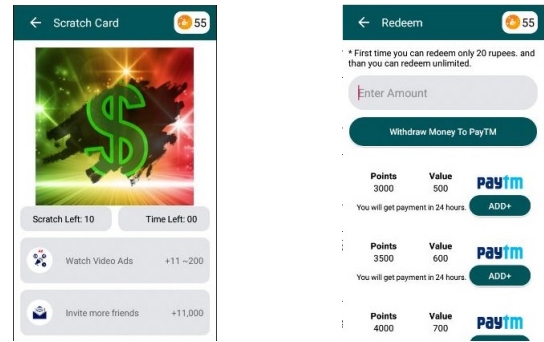 Scratch Card
55
Scratch Left: 10
Time Left: 00
Watch Video Ads
+11 ~200
Invite more friends
+11,000
Redeem
55
* First time you can redeem only 20 rupees. and
than you can redeem unlimited.
Enter Amount
Withdraw Money To PayTM
Points
Value
3000
500
paytm
You will get payment in 24 hours.
ADD+
Points
Value
3500
600
paytm
You will get payment in 24 hours.
ADD+
Points
Value
4000
700
paytm